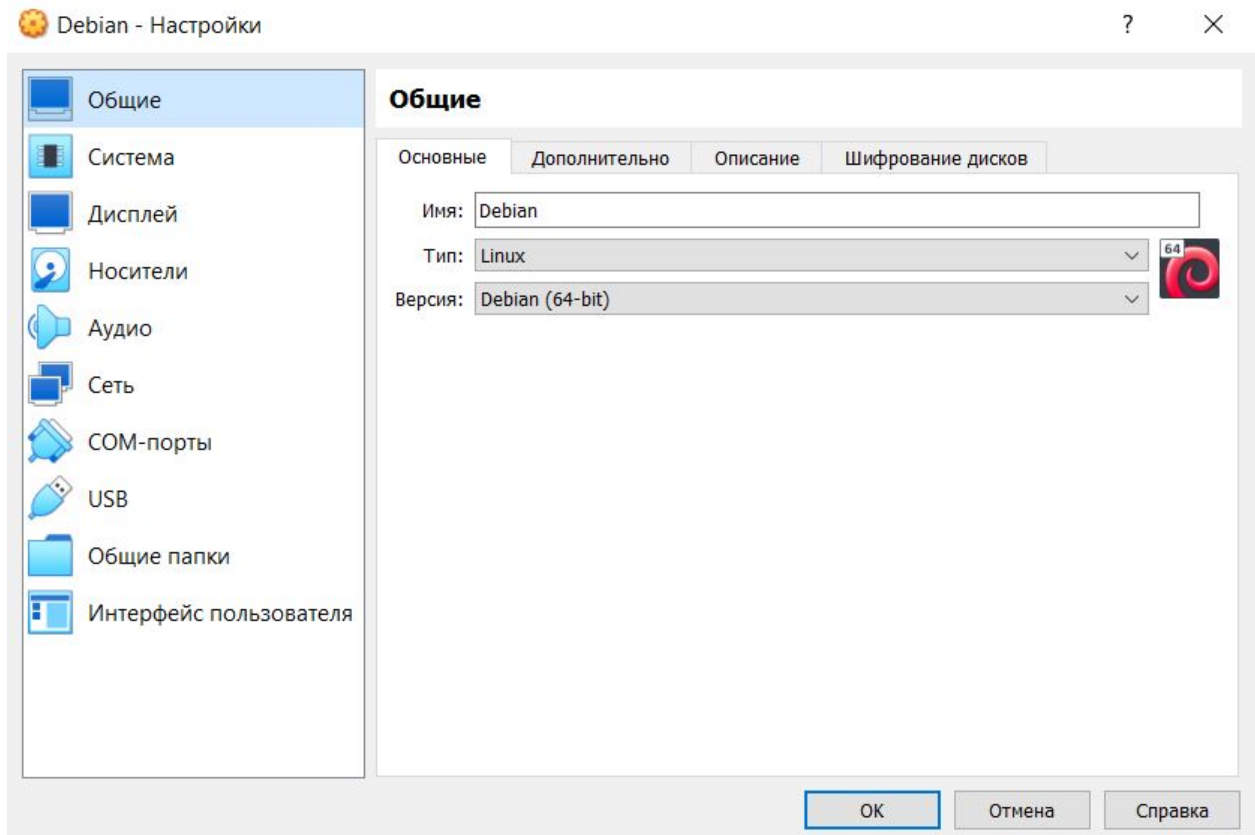 Debian - Настройки
?
Общие
Система
Дисплей
Носители
Аудио
Сеть
COM-порты
USB
Общие папки
Интерфейс пользователя
Общие
Основные Дополнительно Описание Шифрование дисков
Имя: Debian
Тип: Linux
64
Версия: Debian (64-bit)
OK Отмена Справка